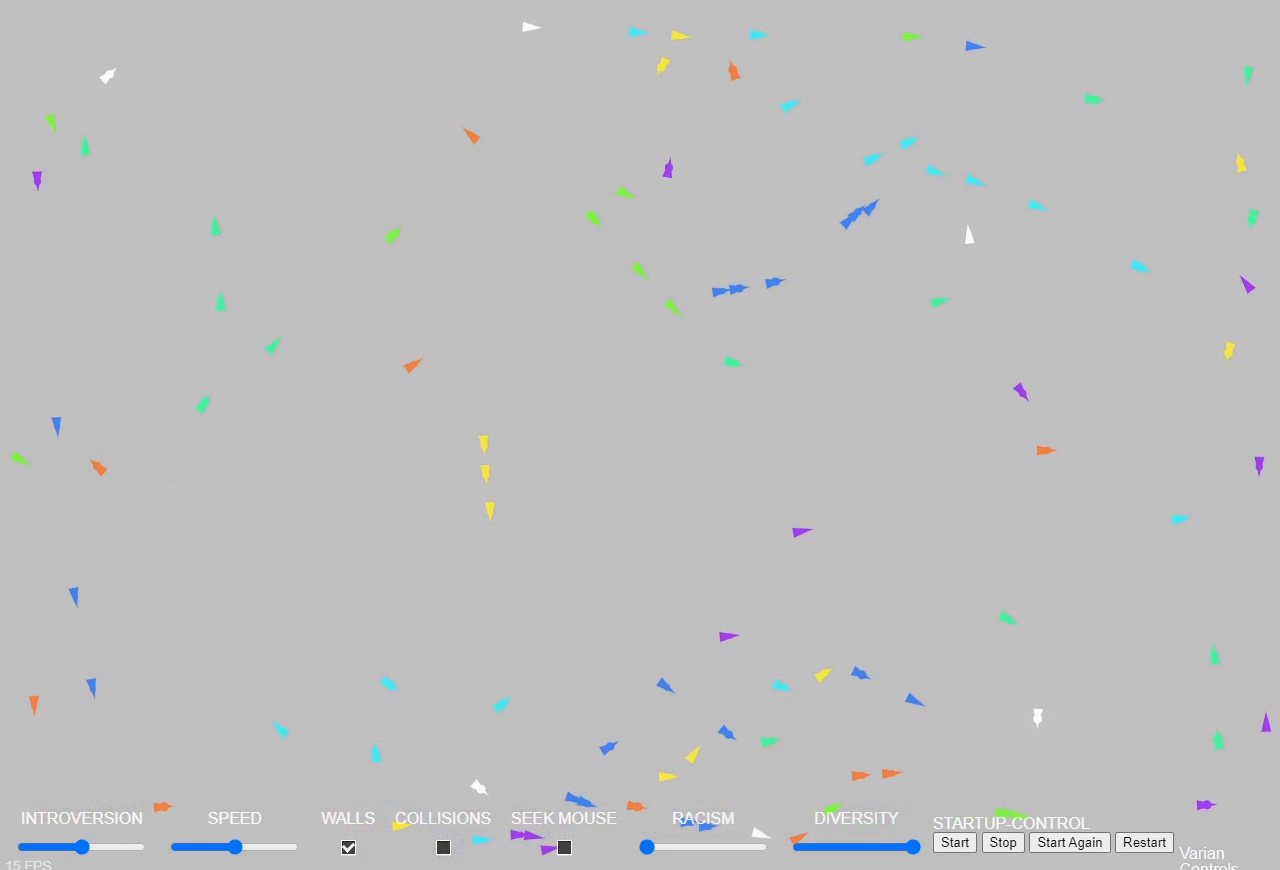 INTROVERSION
SPEED
WALLS
COLLISIONS
SEEK MOUSE
RACISM
DIVERSITY
STARTUP-CONTROL
Start
Stop
Start Again
Restart
Varian
Controls
15 FPS